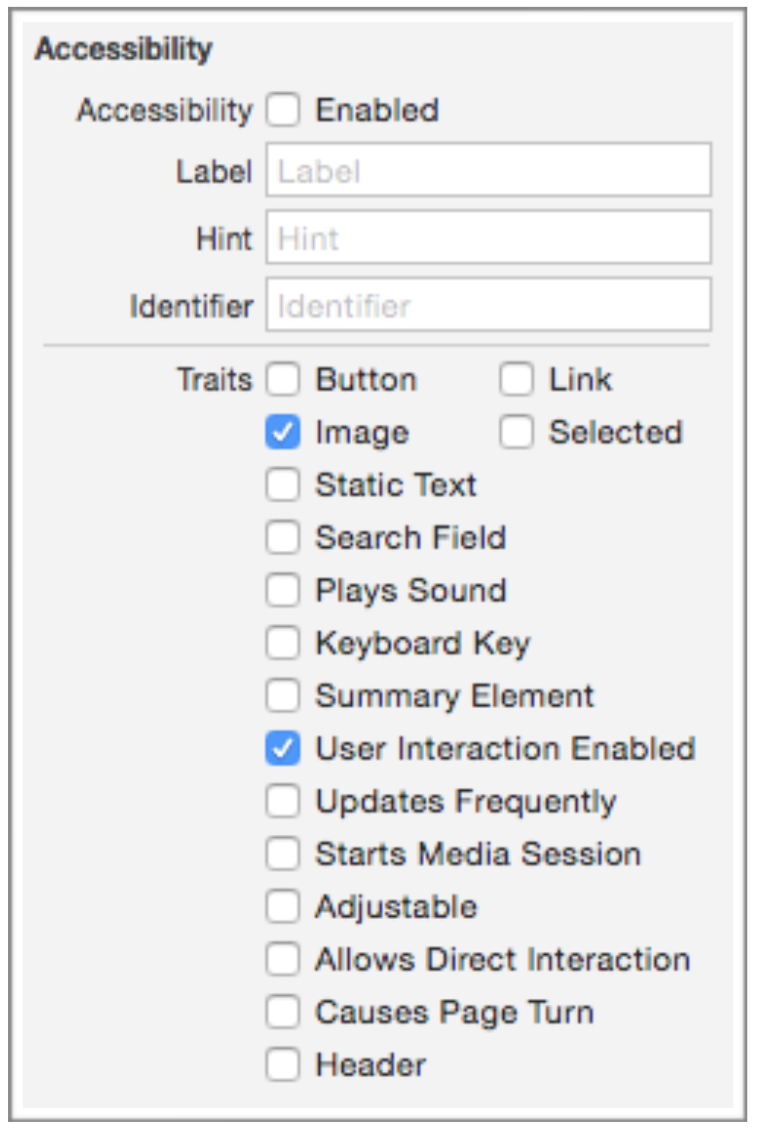 Accessibility
Accessibility Enabled
Label Label
Hint Hint
Identifier Identifier
Traits Button Link
Image Selected
Static Text
Search Field
Plays Sound
Keyboard Key
Summary Element
User Interaction Enabled
Updates Frequently
Starts Media Session
Adjustable
Allows Direct Interaction
Causes Page Turn
Header